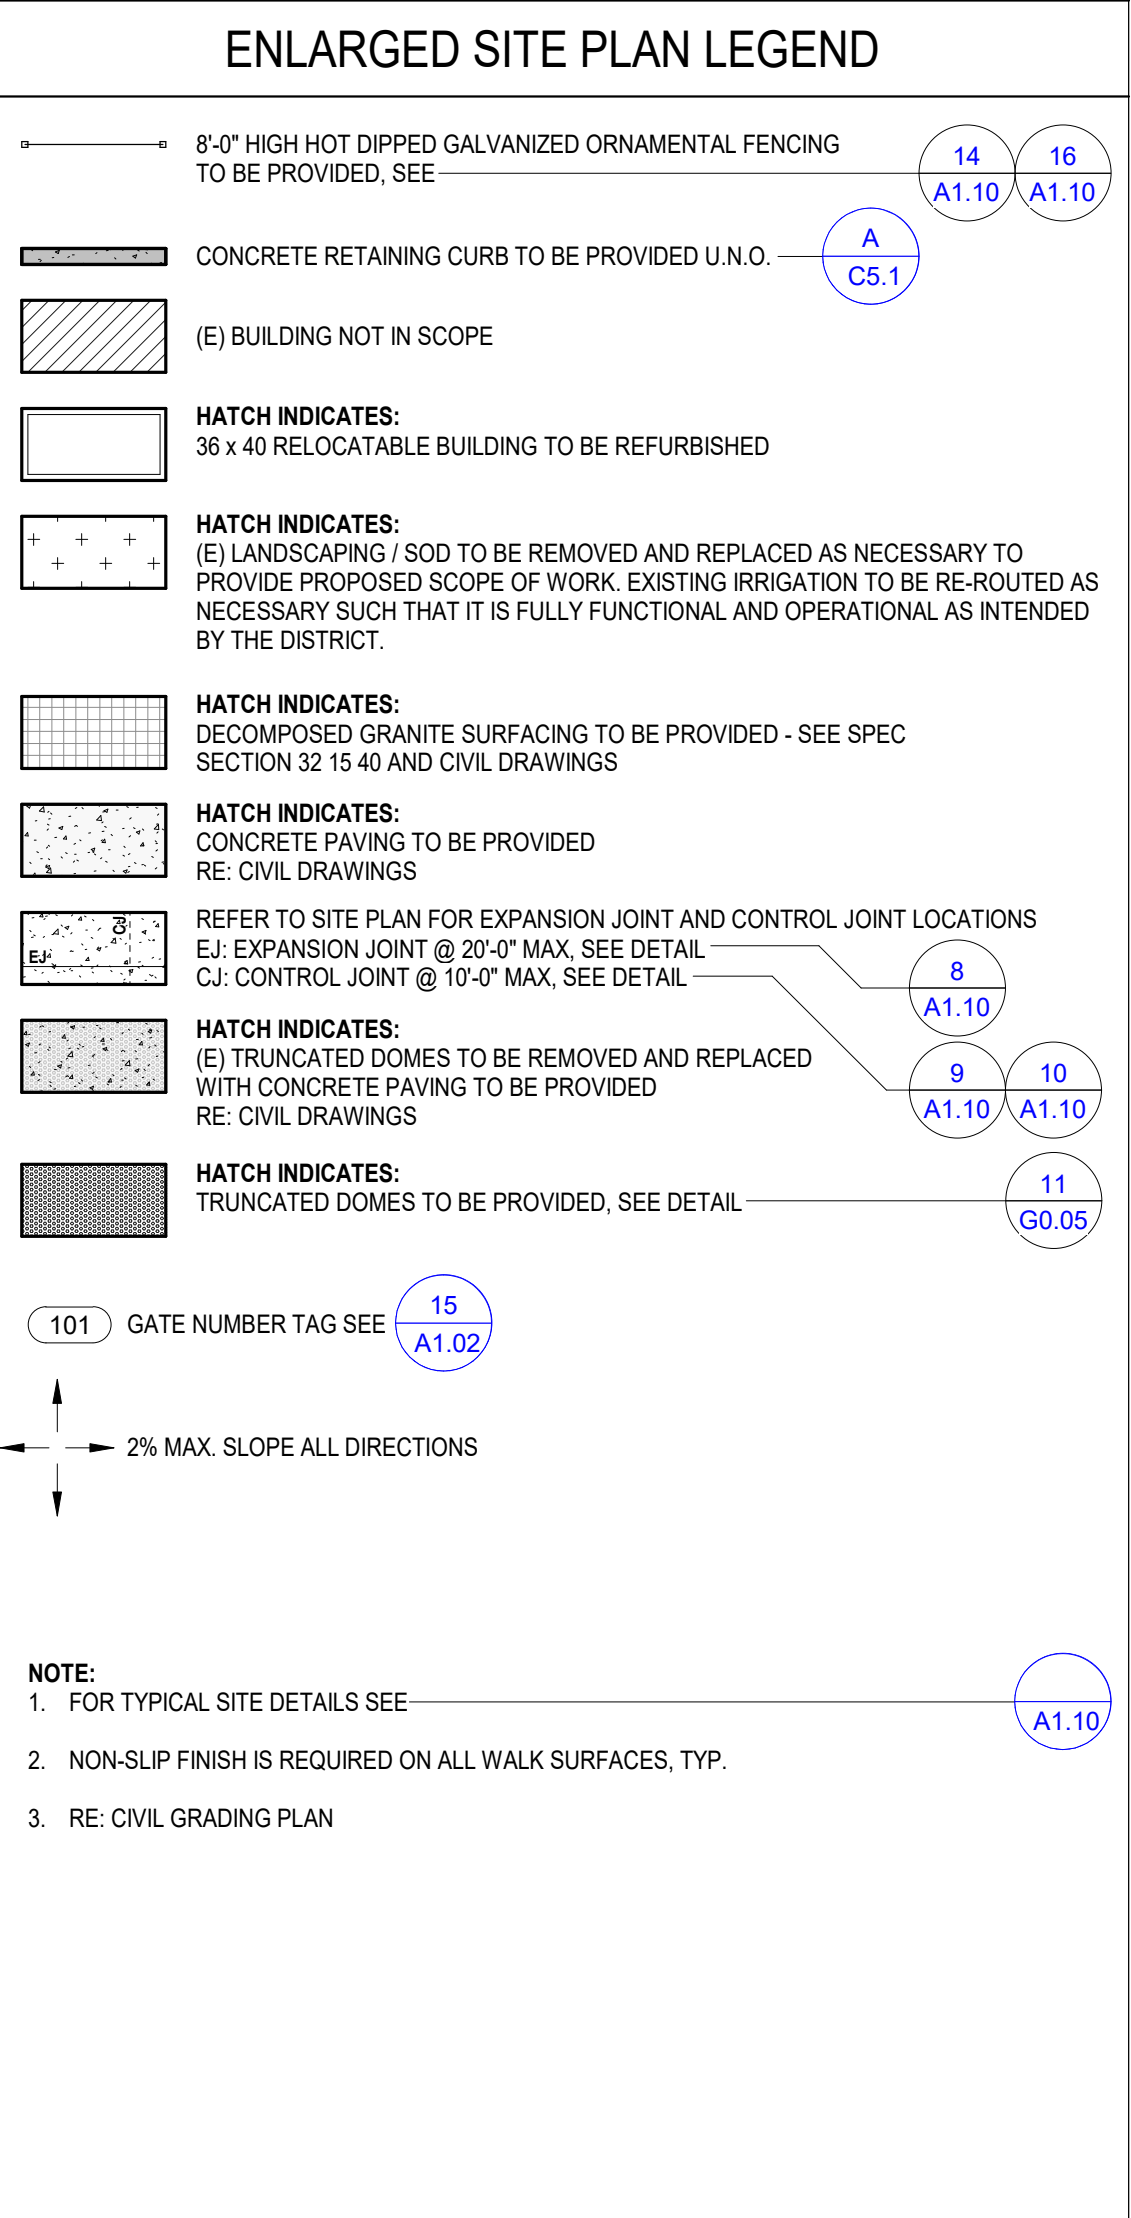 ENLARGED SITE PLAN LEGEND
8'-0" HIGH HOT DIPPED GALVANIZED ORNAMENTAL FENCING
TO BE PROVIDED, SEE
14
A1.10
16
A1.10
CONCRETE RETAINING CURB TO BE PROVIDED U.N.O.
A
C5.1
(E) BUILDING NOT IN SCOPE
HATCH INDICATES:
36 x 40 RELOCATABLE BUILDING TO BE REFURBISHED
HATCH INDICATES:
(E) LANDSCAPING / SOD TO BE REMOVED AND REPLACED AS NECESSARY TO
PROVIDE PROPOSED SCOPE OF WORK. EXISTING IRRIGATION TO BE RE-ROUTED AS
NECESSARY SUCH THAT IT IS FULLY FUNCTIONAL AND OPERATIONAL AS INTENDED
BY THE DISTRICT.
HATCH INDICATES:
DECOMPOSED GRANITE SURFACING TO BE PROVIDED - SEE SPEC
SECTION 32 15 40 AND CIVIL DRAWINGS
HATCH INDICATES:
CONCRETE PAVING TO BE PROVIDED
RE: CIVIL DRAWINGS
EJ
CJ
REFER TO SITE PLAN FOR EXPANSION JOINT AND CONTROL JOINT LOCATIONS
EJ: EXPANSION JOINT @ 20'-0" MAX, SEE DETAIL
CJ: CONTROL JOINT @ 10'-0" MAX, SEE DETAIL
8
A1.10
9
A1.10
10
A1.10
HATCH INDICATES:
(E) TRUNCATED DOMES TO BE REMOVED AND REPLACED
WITH CONCRETE PAVING TO BE PROVIDED
RE: CIVIL DRAWINGS
HATCH INDICATES:
TRUNCATED DOMES TO BE PROVIDED, SEE DETAIL
11
G0.05
101
GATE NUMBER TAG SEE
15
A1.02
2% MAX. SLOPE ALL DIRECTIONS
NOTE:
1. FOR TYPICAL SITE DETAILS SEE
A1.10
2. NON-SLIP FINISH IS REQUIRED ON ALL WALK SURFACES, TYP.
3. RE: CIVIL GRADING PLAN